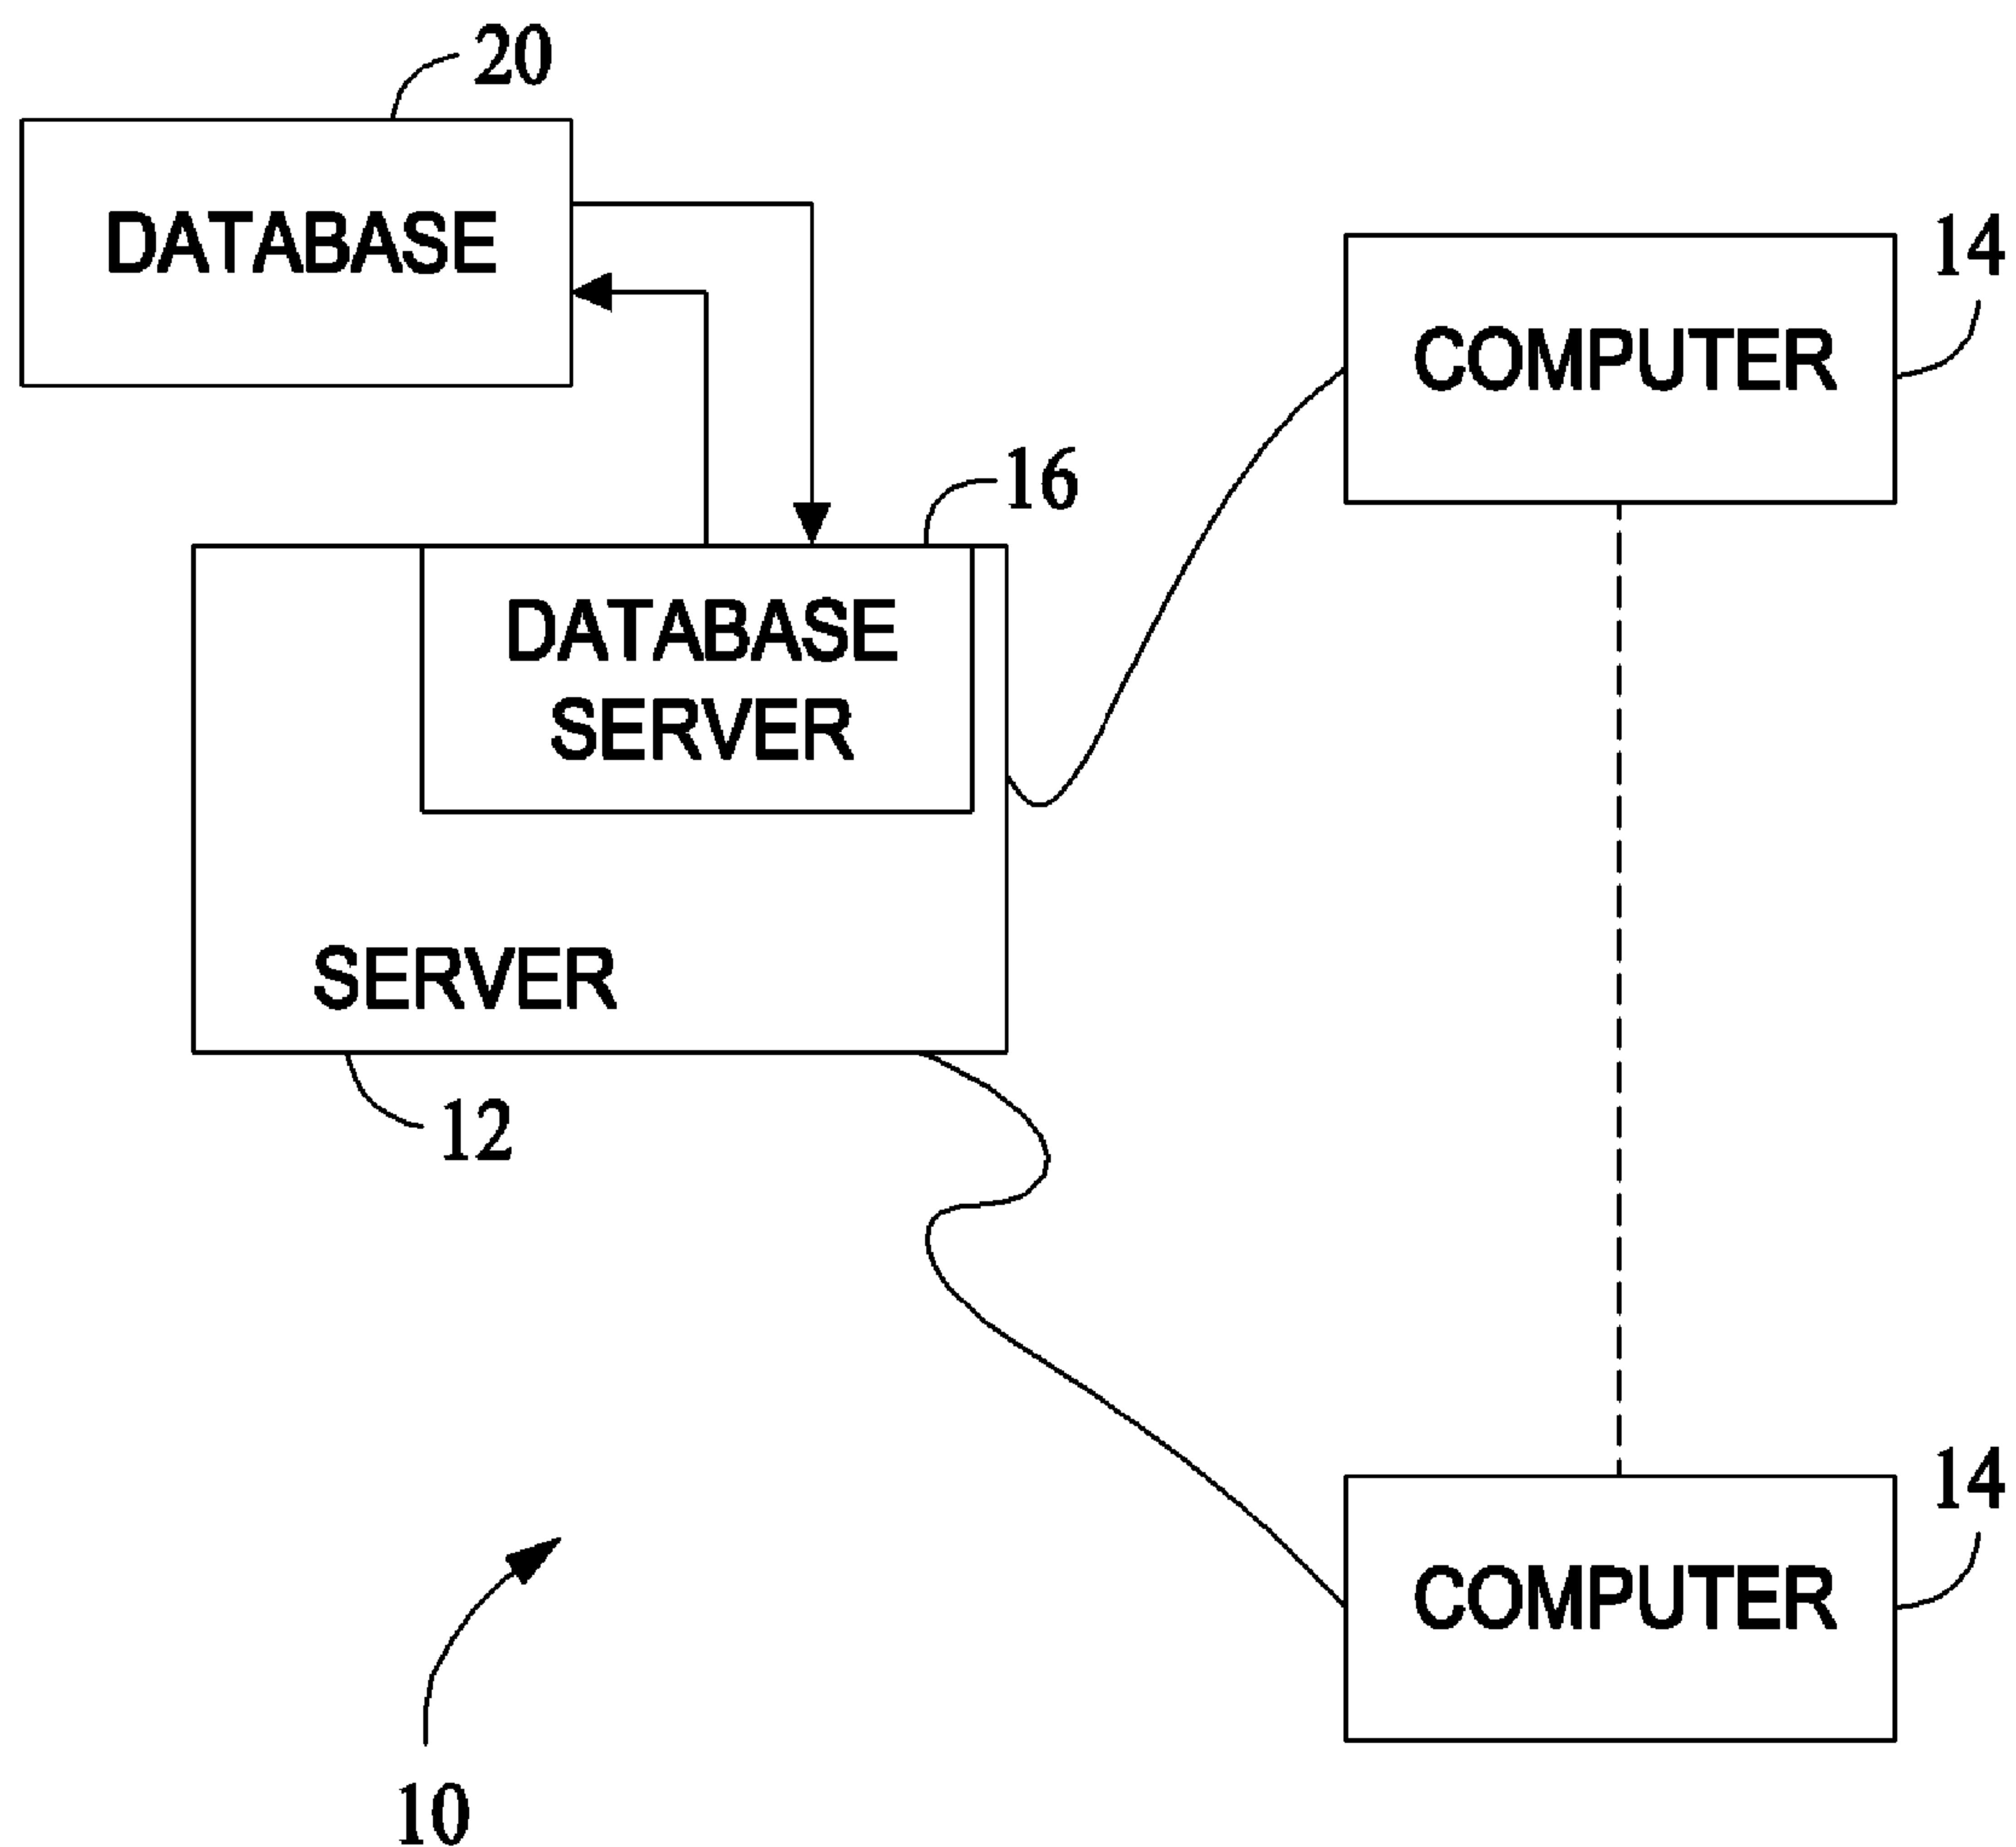 20
DATABASE
14
COMPUTER
16
DATABASE
SERVER
SERVER
12
14
COMPUTER
10